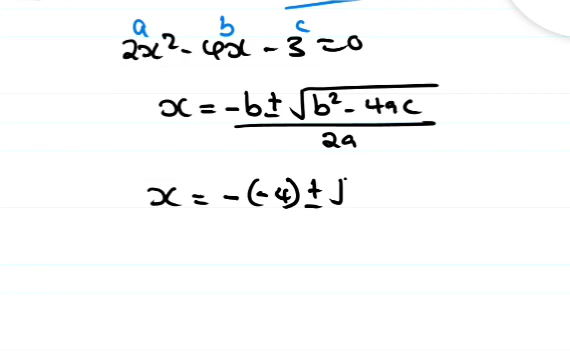 a b c
2x² - 4x - 3 = 0
x = -b ± √b² - 4ac / 2a
x = - (-4) ± √